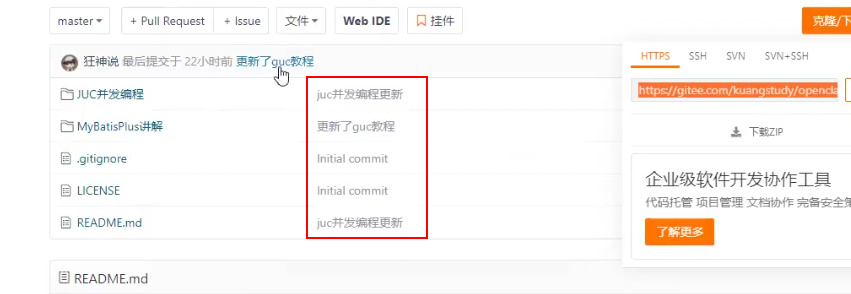 master + Pull Request + Issue 文件 Web IDE 挂件 克隆/下
狂神说 最后提交于 22小时前 更新了guc教程
HTTPS SSH SVN SVN+SSH
https://gitee.com/kuangstudy/opencla
JUC并发编程 juc并发编程更新
MyBatisPlus讲解 更新了guc教程
下载ZIP
.gitignore Initial commit
LICENSE Initial commit
企业级软件开发协作工具
代码托管 项目管理 文档协作 完备安全策
README.md juc并发编程更新
了解更多
README.md